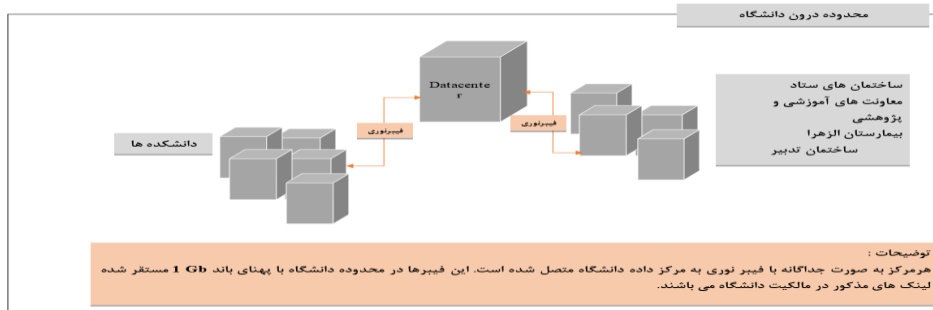 محدوده درون دانشگاه
Datacente
r
ساختمان های ستاد
معاونت های آموزشی و
پژوهشی
بیمارستان الزهرا
ساختمان تدبیر
فیبرنوری
فیبرنوری
دانشکده ها
توضیحات :
هرمرکز به صورت جداگانه با فیبر نوری به مرکز داده دانشگاه متصل شده است. این فیبرها در محدوده دانشگاه با پهنای باند 1 Gb مستقر شده
لینک های مذکور در مالکیت دانشگاه می باشند.